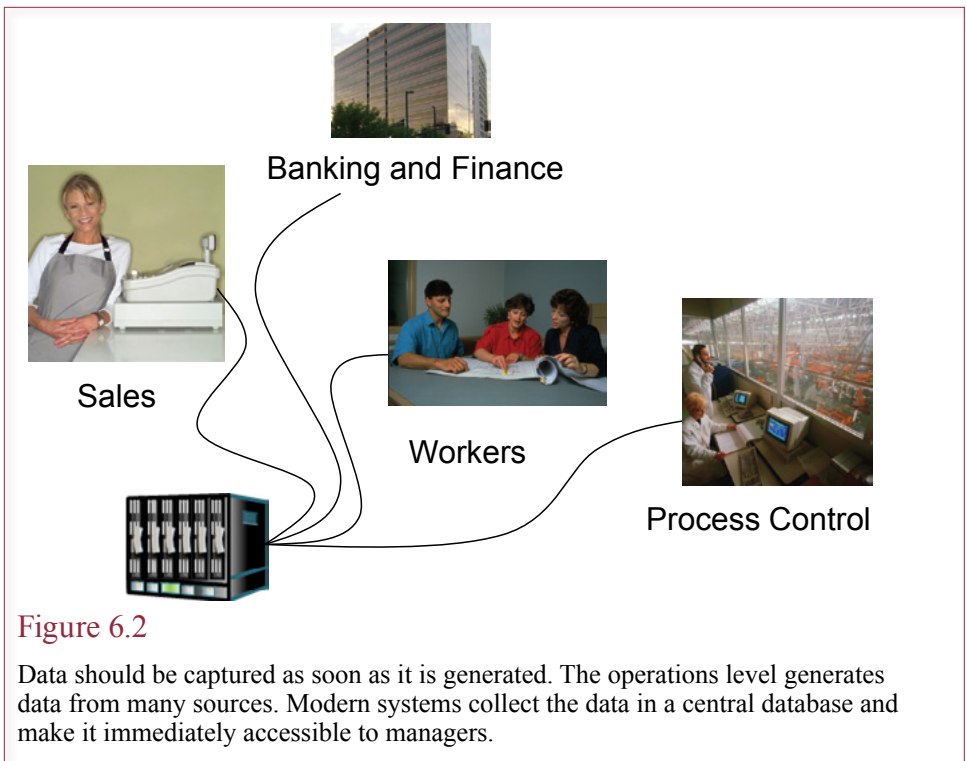 Banking and Finance
Sales
Workers
Process Control
Figure 6.2
Data should be captured as soon as it is generated. The operations level generates
data from many sources. Modern systems collect the data in a central database and
make it immediately accessible to managers.